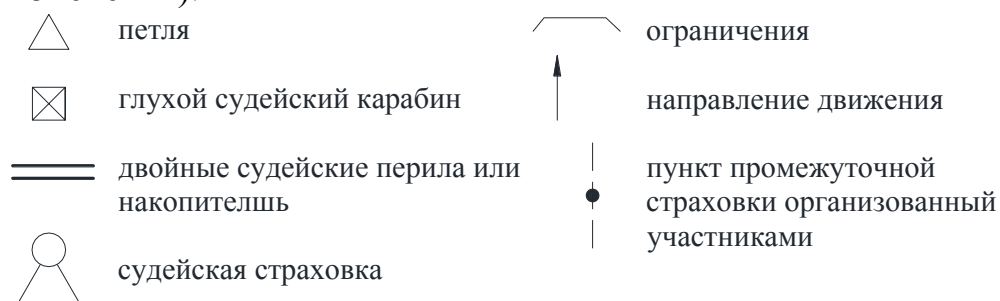 петля
глухой судейский карабин
двойные судейские перила или
накопителшь
судейская страховка
ограничения
направление движения
пункт промежуточной
страховки организованный
участниками